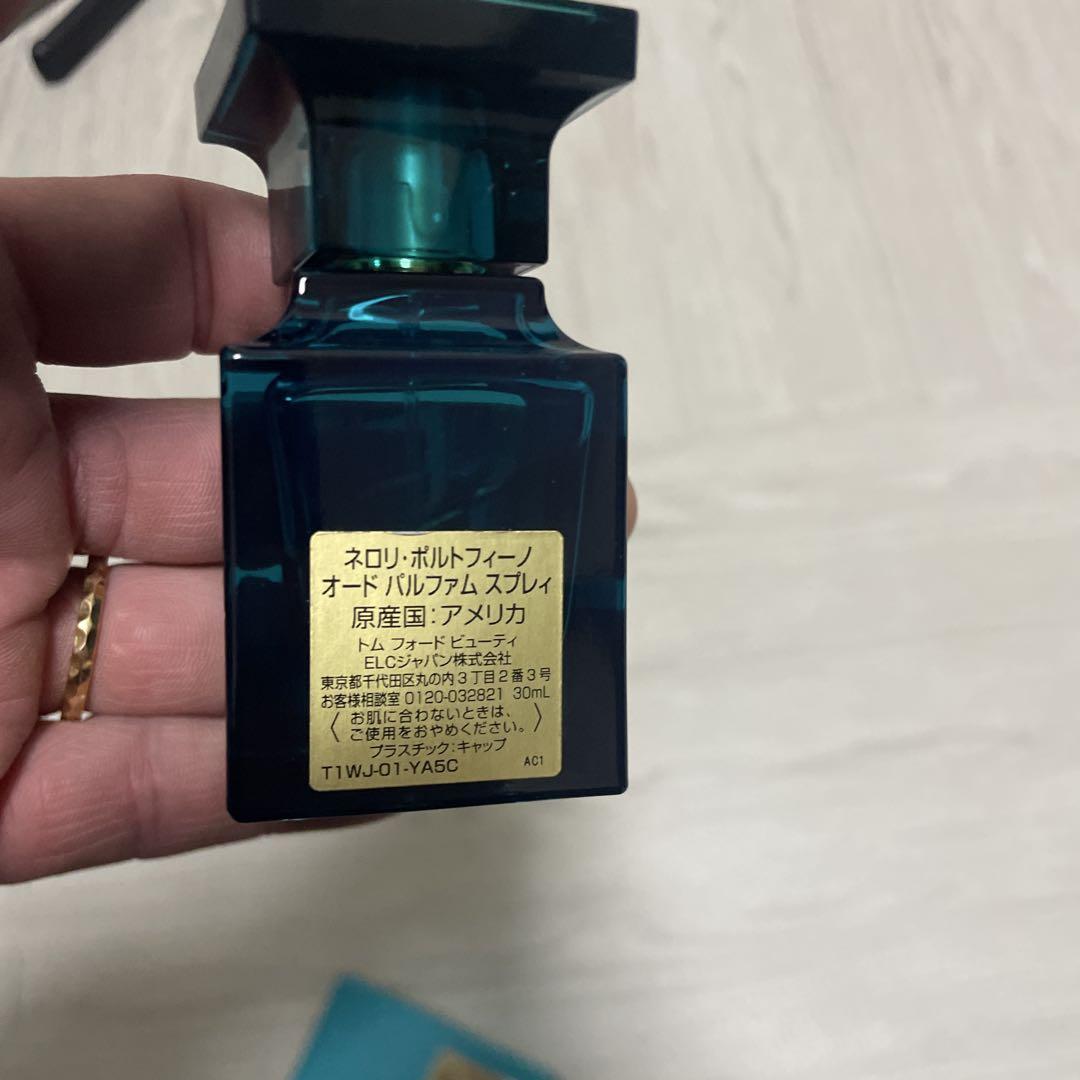 ネロリ・ポルトフィーノ
オード パルファム スプレィ
原産国:アメリカ
トム フォード ビューティ
ELCジャパン株式会社
東京都千代田区丸の内3丁目2番3号
お客様相談室 0120-032821 30mL
〈お肌に合わないときは、
ご使用をおやめください。〉
プラスチック:キャップ
T1WJ-01-YA5C AC1